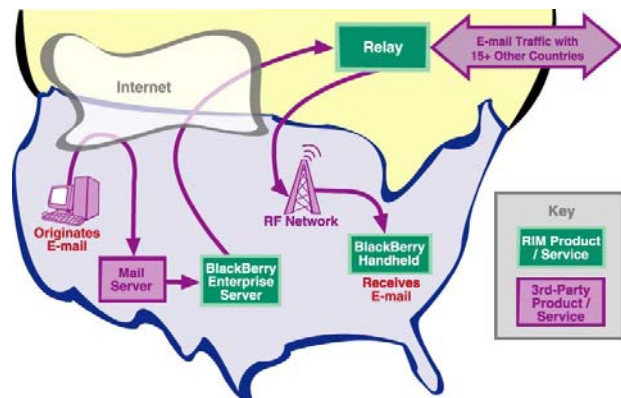 Internet
Relay
E-mail Traffic with
15+ Other Countries
Originates
E-mail
Mail
Server
BlackBerry
Enterprise
Server
RF Network
BlackBerry
Handheld
Receives
E-mail
Key
RIM Product
/ Service
3rd-Party
Product /
Service